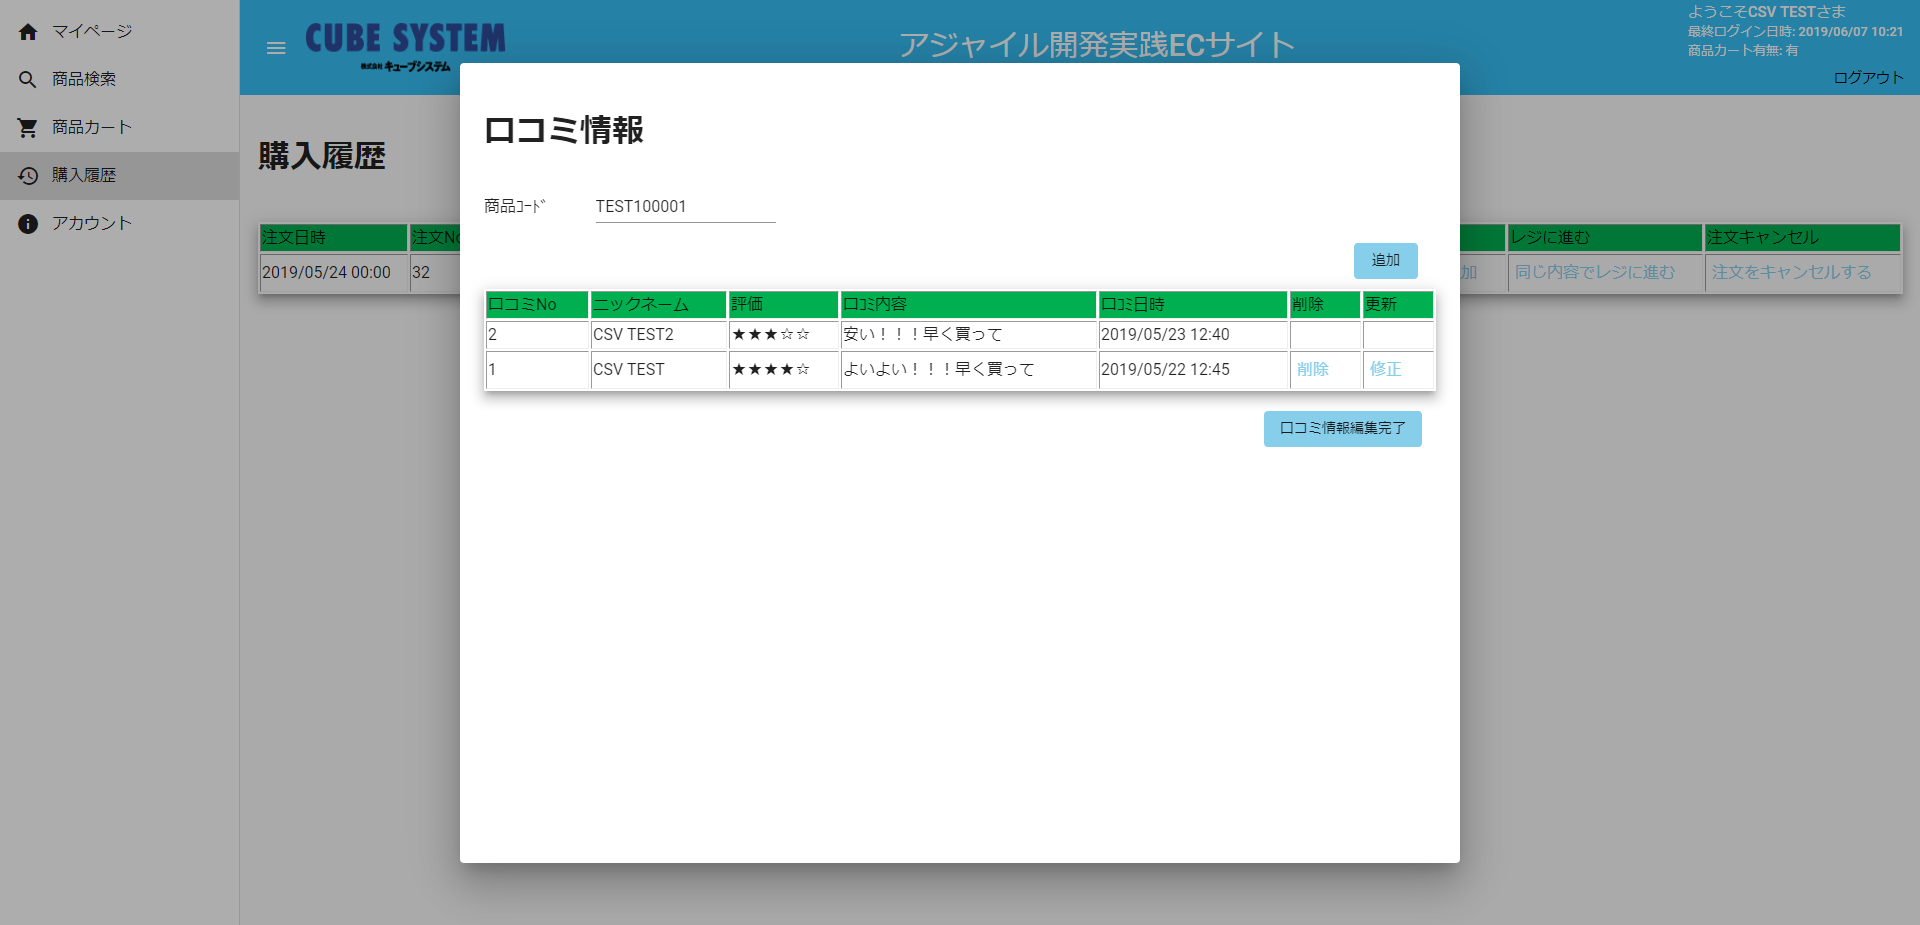 マイページ
商品検索
商品カート
購入履歴
アカウント
CUBE SYSTEM
株式会社 キューブシステム
アジャイル開発実践ECサイト
ようこそCSV TESTさま
最終ログイン日時: 2019/06/07 10:21
商品カート有無: 有
ログアウト
購入履歴
注文日時 注文No レジに進む 注文キャンセル
2019/05/24 00:00 32 加 同じ内容でレジに進む 注文をキャンセルする
口コミ情報
商品ｺｰﾄﾞ TEST100001
追加
口コミNo ニックネーム 評価 口ｺﾐ内容 口ｺﾐ日時 削除 更新
2 CSV TEST2 ★★★☆☆ 安い！！！早く買って 2019/05/23 12:40
1 CSV TEST ★★★★☆ よいよい！！！早く買って 2019/05/22 12:45 削除 修正
口コミ情報編集完了